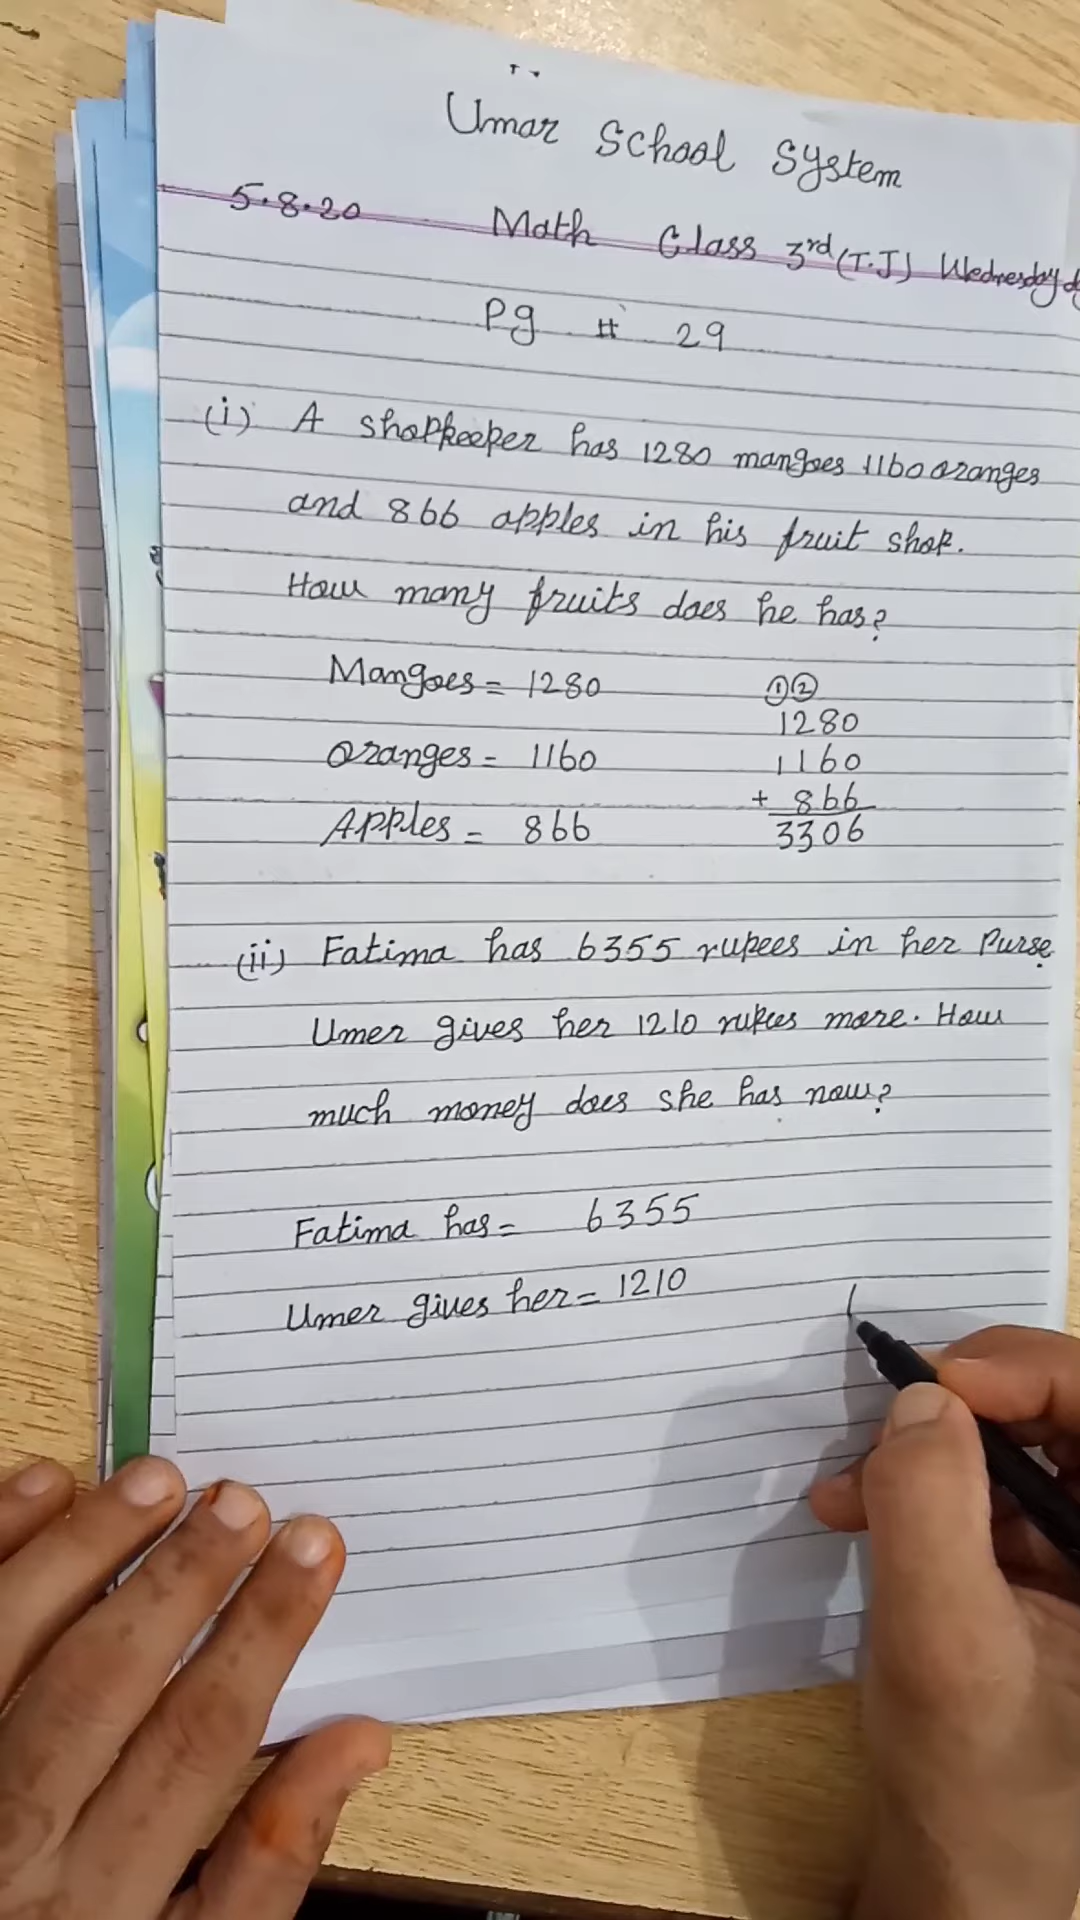 Umar School System
5.8.20 Math Class 3rd (T.J) Wednesday
Pg # 29
(i) A shopkeeper has 1280 mangoes 1160 oranges
and 866 apples in his fruit shop.
How many fruits does he has?
Mangoes = 1280
Oranges = 1160
Apples = 866
① ②
1280
1160
+ 866
3306
(ii) Fatima has 6355 rupees in her Purse.
Umer gives her 1210 rupees more. How
much money does she has now?
Fatima has = 6355
Umer gives her = 1210